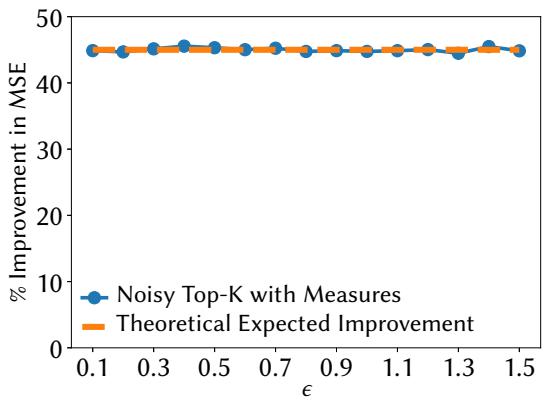 % Improvement in MSE
50
40
30
20
10
0
Noisy Top-K with Measures
Theoretical Expected Improvement
0.1 0.3 0.5 0.7 0.9 1.1 1.3 1.5
ϵ